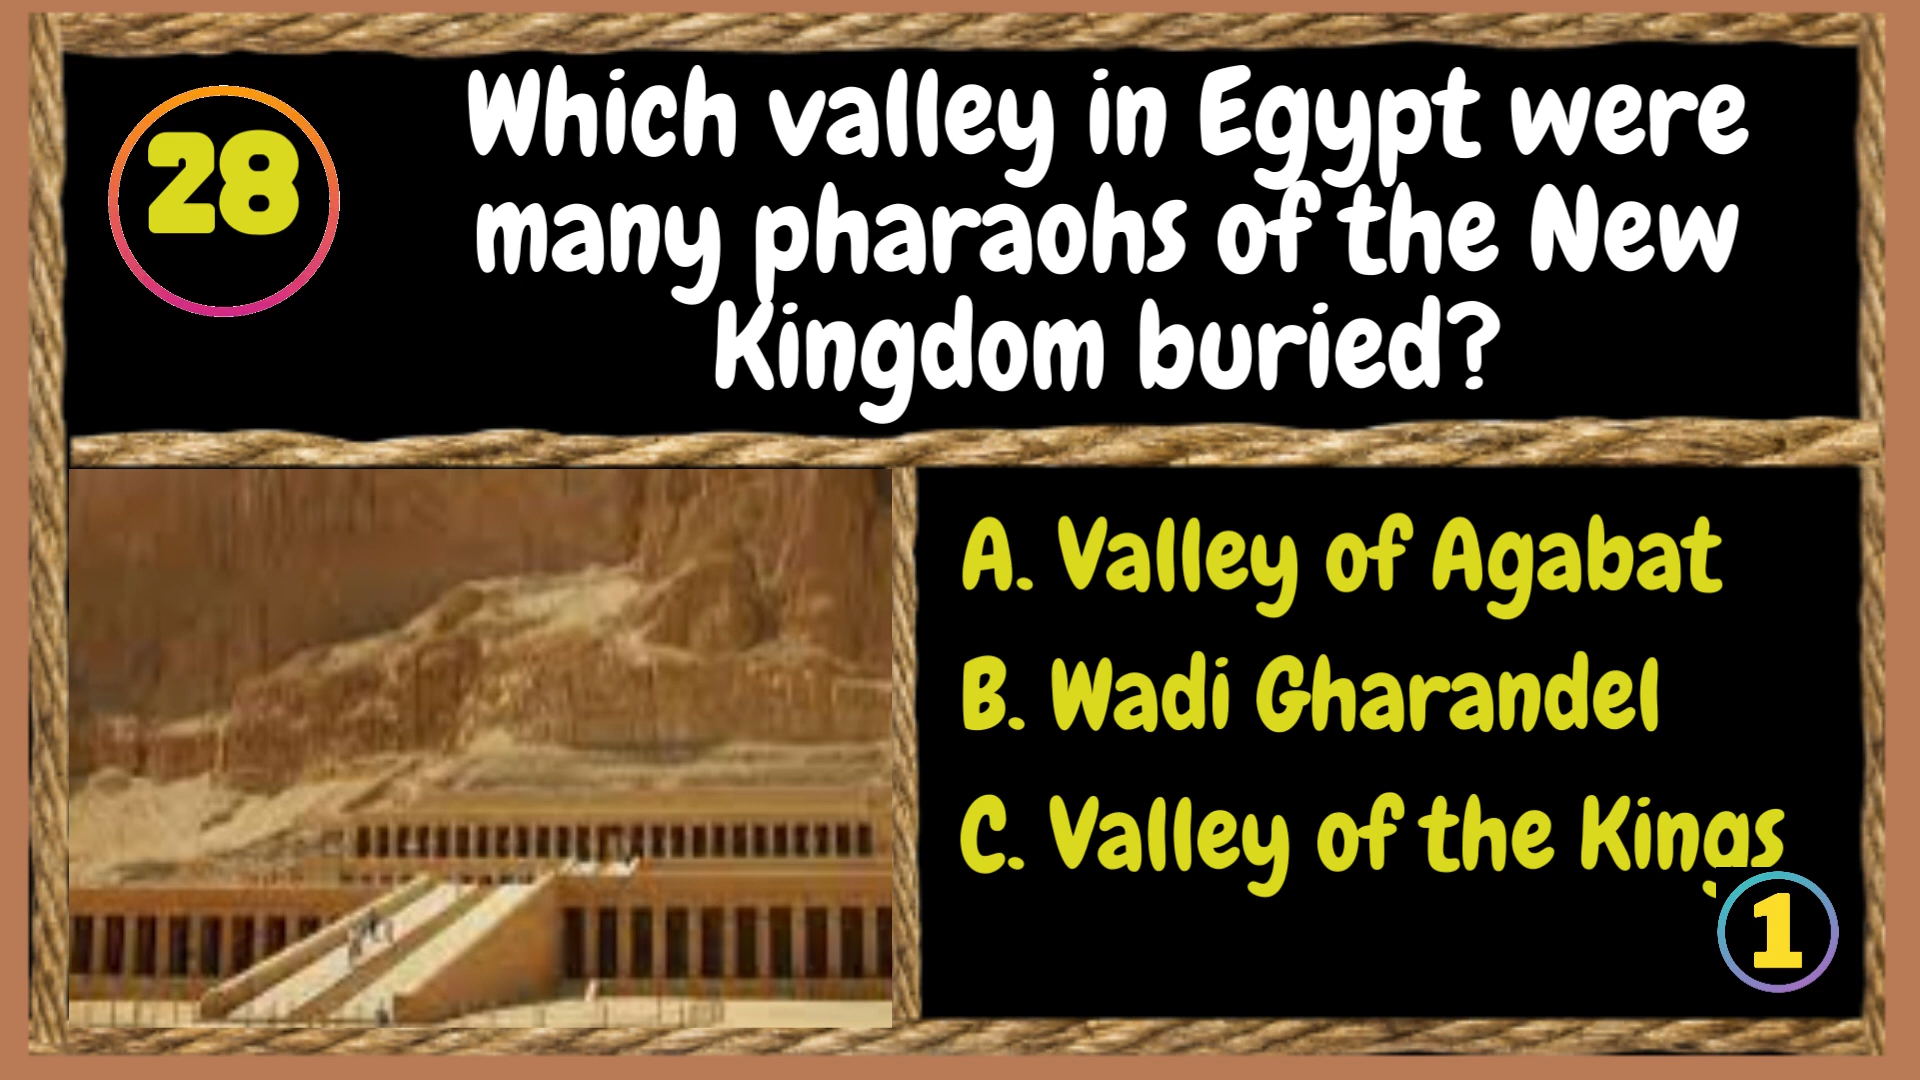 28
Which valley in Egypt were
many pharaohs of the New
Kingdom buried?
A. Valley of Agabat
B. Wadi Gharandel
C. Valley of the Kings
1